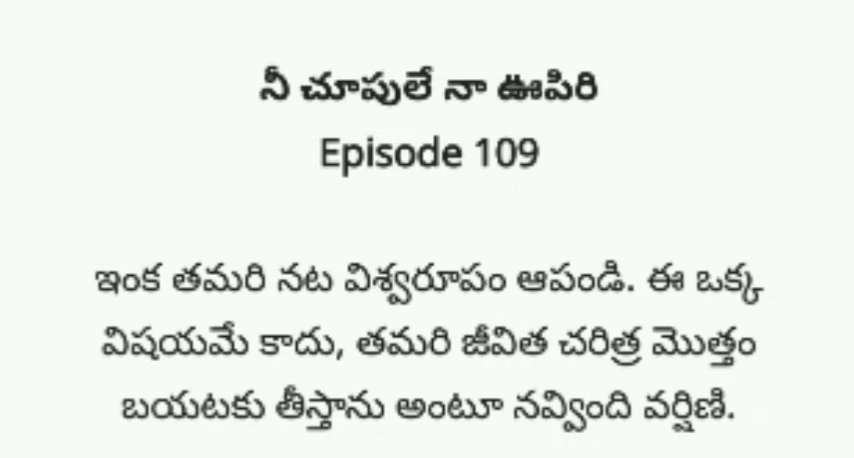 నీ చూపులే నా ఊపిరి
Episode 109
ఇంక తమరి నట విశ్వరూపం ఆపండి. ఈ ఒక్క
విషయమే కాదు, తమరి జీవిత చరిత్ర మొత్తం
బయటకు తీస్తాను అంటూ నవ్వింది వర్షిణి.